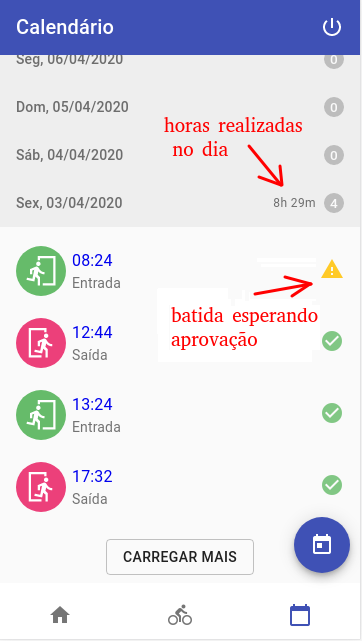 Calendário
Seg, 06/04/2020 0
Dom, 05/04/2020 0
horas realizadas
no dia
Sáb, 04/04/2020 0
Sex, 03/04/2020 8h 29m 4
08:24
Entrada
batida esperando
aprovação
12:44
Saída
13:24
Entrada
17:32
Saída
CARREGAR MAIS